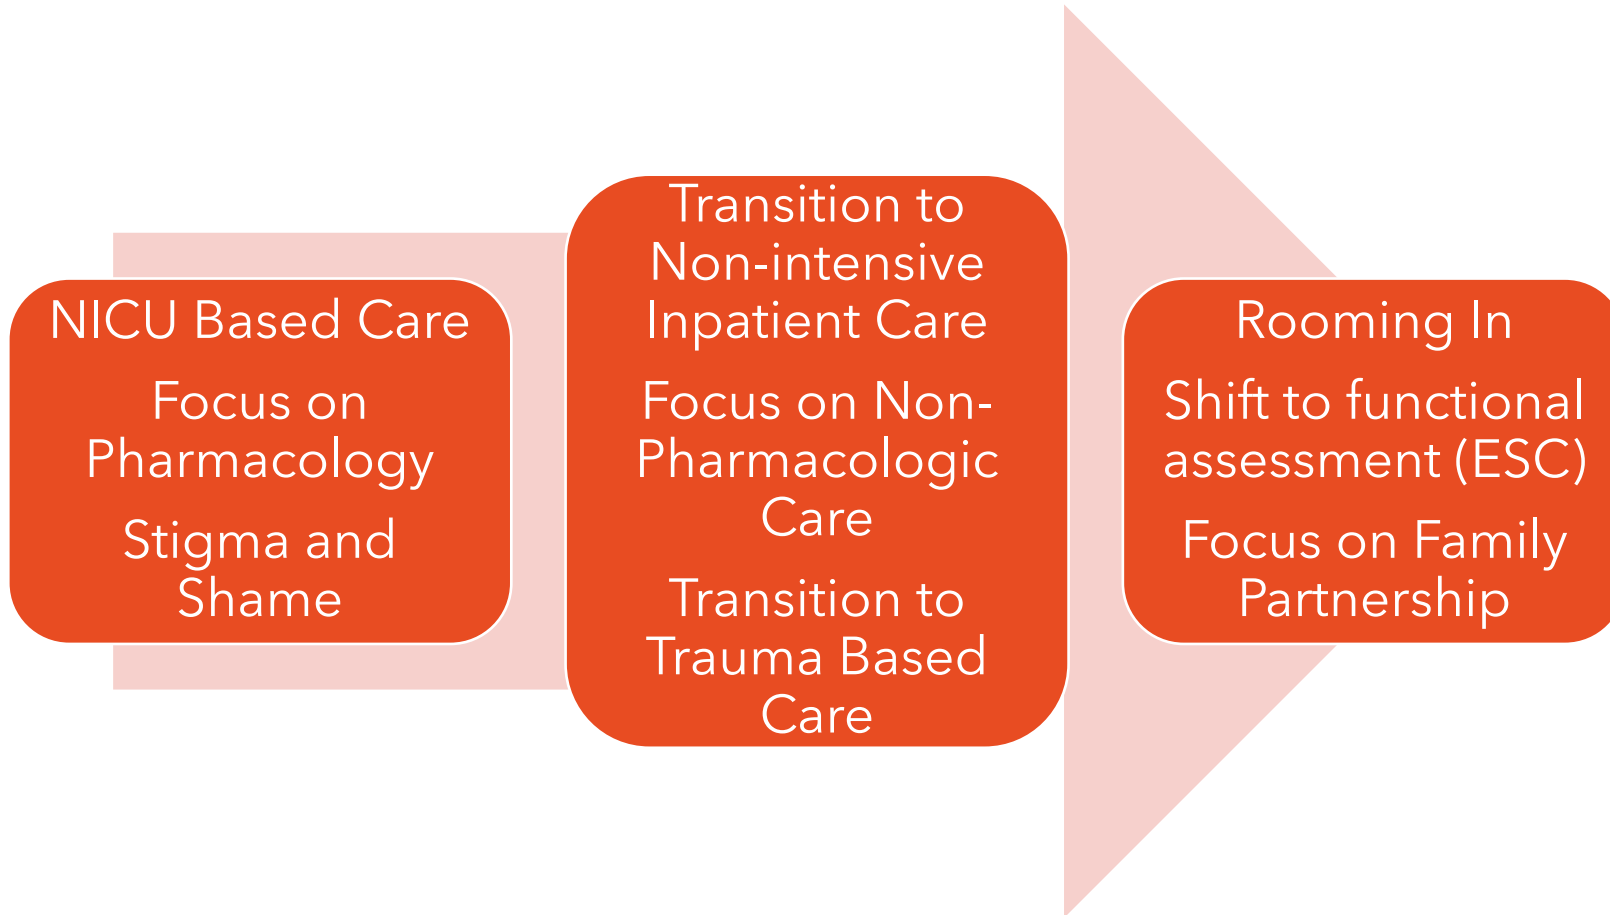 NICU Based Care
Focus on
Pharmacology
Stigma and
Shame
Transition to
Non-intensive
Inpatient Care
Focus on Non-
Pharmacologic
Care
Transition to
Trauma Based
Care
Rooming In
Shift to functional
assessment (ESC)
Focus on Family
Partnership